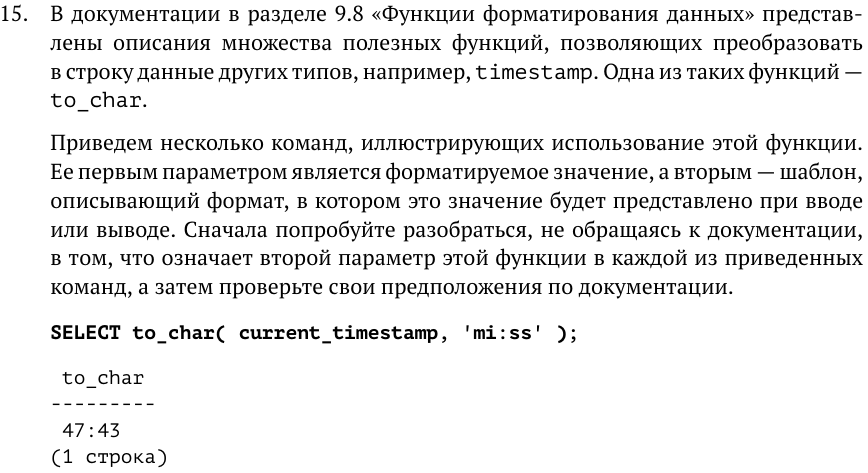 15. В документации в разделе 9.8 «Функции форматирования данных» представ-
лены описания множества полезных функций, позволяющих преобразовать
в строку данные других типов, например, timestamp. Одна из таких функций —
to_char.
Приведем несколько команд, иллюстрирующих использование этой функции.
Ее первым параметром является форматируемое значение, а вторым — шаблон,
описывающий формат, в котором это значение будет представлено при вводе
или выводе. Сначала попробуйте разобраться, не обращаясь к документации,
в том, что означает второй параметр этой функции в каждой из приведенных
команд, а затем проверьте свои предположения по документации.
SELECT to_char( current_timestamp, 'mi:ss' );
to_char
---------
47:43
(1 строка)